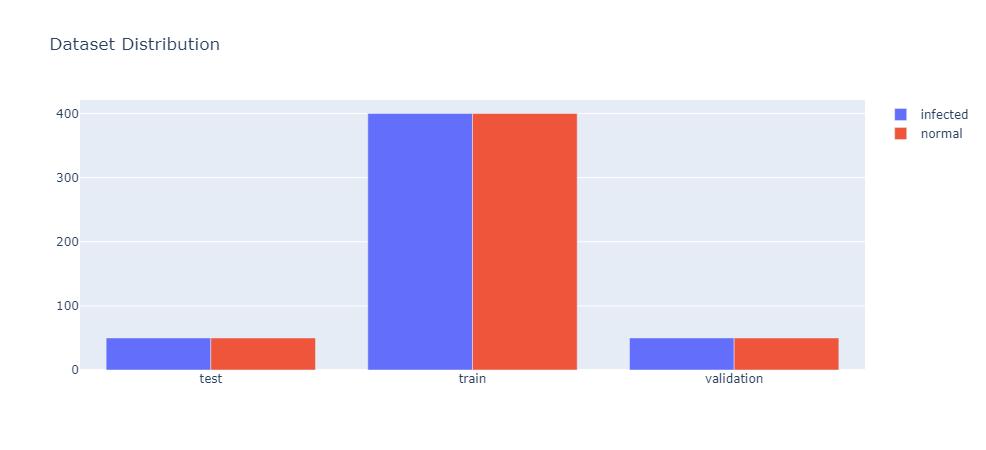 Dataset Distribution
400
300
200
100
0
test
train
validation
infected
normal